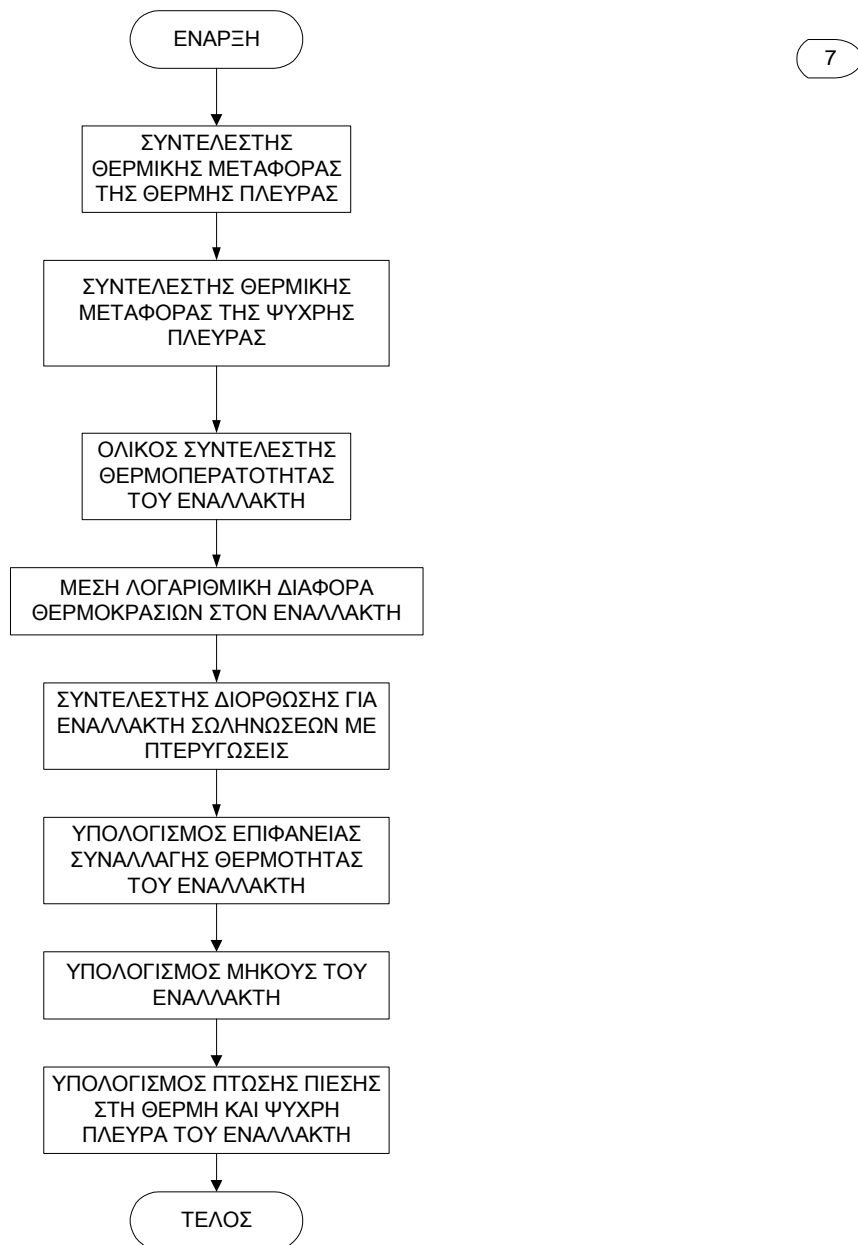 ΕΝΑΡΞΗ
7
ΣΥΝΤΕΛΕΣΤΗΣ
ΘΕΡΜΙΚΗΣ ΜΕΤΑΦΟΡΑΣ
ΤΗΣ ΘΕΡΜΗΣ ΠΛΕΥΡΑΣ
ΣΥΝΤΕΛΕΣΤΗΣ ΘΕΡΜΙΚΗΣ
ΜΕΤΑΦΟΡΑΣ ΤΗΣ ΨΥΧΡΗΣ
ΠΛΕΥΡΑΣ
ΟΛΙΚΟΣ ΣΥΝΤΕΛΕΣΤΗΣ
ΘΕΡΜΟΠΕΡΑΤΟΤΗΤΑΣ
ΤΟΥ ΕΝΑΛΛΑΚΤΗ
ΜΕΣΗ ΛΟΓΑΡΙΘΜΙΚΗ ΔΙΑΦΟΡΑ
ΘΕΡΜΟΚΡΑΣΙΩΝ ΣΤΟΝ ΕΝΑΛΛΑΚΤΗ
ΣΥΝΤΕΛΕΣΤΗΣ ΔΙΟΡΘΩΣΗΣ ΓΙΑ
ΕΝΑΛΛΑΚΤΗ ΣΩΛΗΝΩΣΕΩΝ ΜΕ
ΠΤΕΡΥΓΩΣΕΙΣ
ΥΠΟΛΟΓΙΣΜΟΣ ΕΠΙΦΑΝΕΙΑΣ
ΣΥΝΑΛΛΑΓΗΣ ΘΕΡΜΟΤΗΤΑΣ
ΤΟΥ ΕΝΑΛΛΑΚΤΗ
ΥΠΟΛΟΓΙΣΜΟΣ ΜΗΚΟΥΣ ΤΟΥ
ΕΝΑΛΛΑΚΤΗ
ΥΠΟΛΟΓΙΣΜΟΣ ΠΤΩΣΗΣ ΠΙΕΣΗΣ
ΣΤΗ ΘΕΡΜΗ ΚΑΙ ΨΥΧΡΗ
ΠΛΕΥΡΑ ΤΟΥ ΕΝΑΛΛΑΚΤΗ
ΤΕΛΟΣ